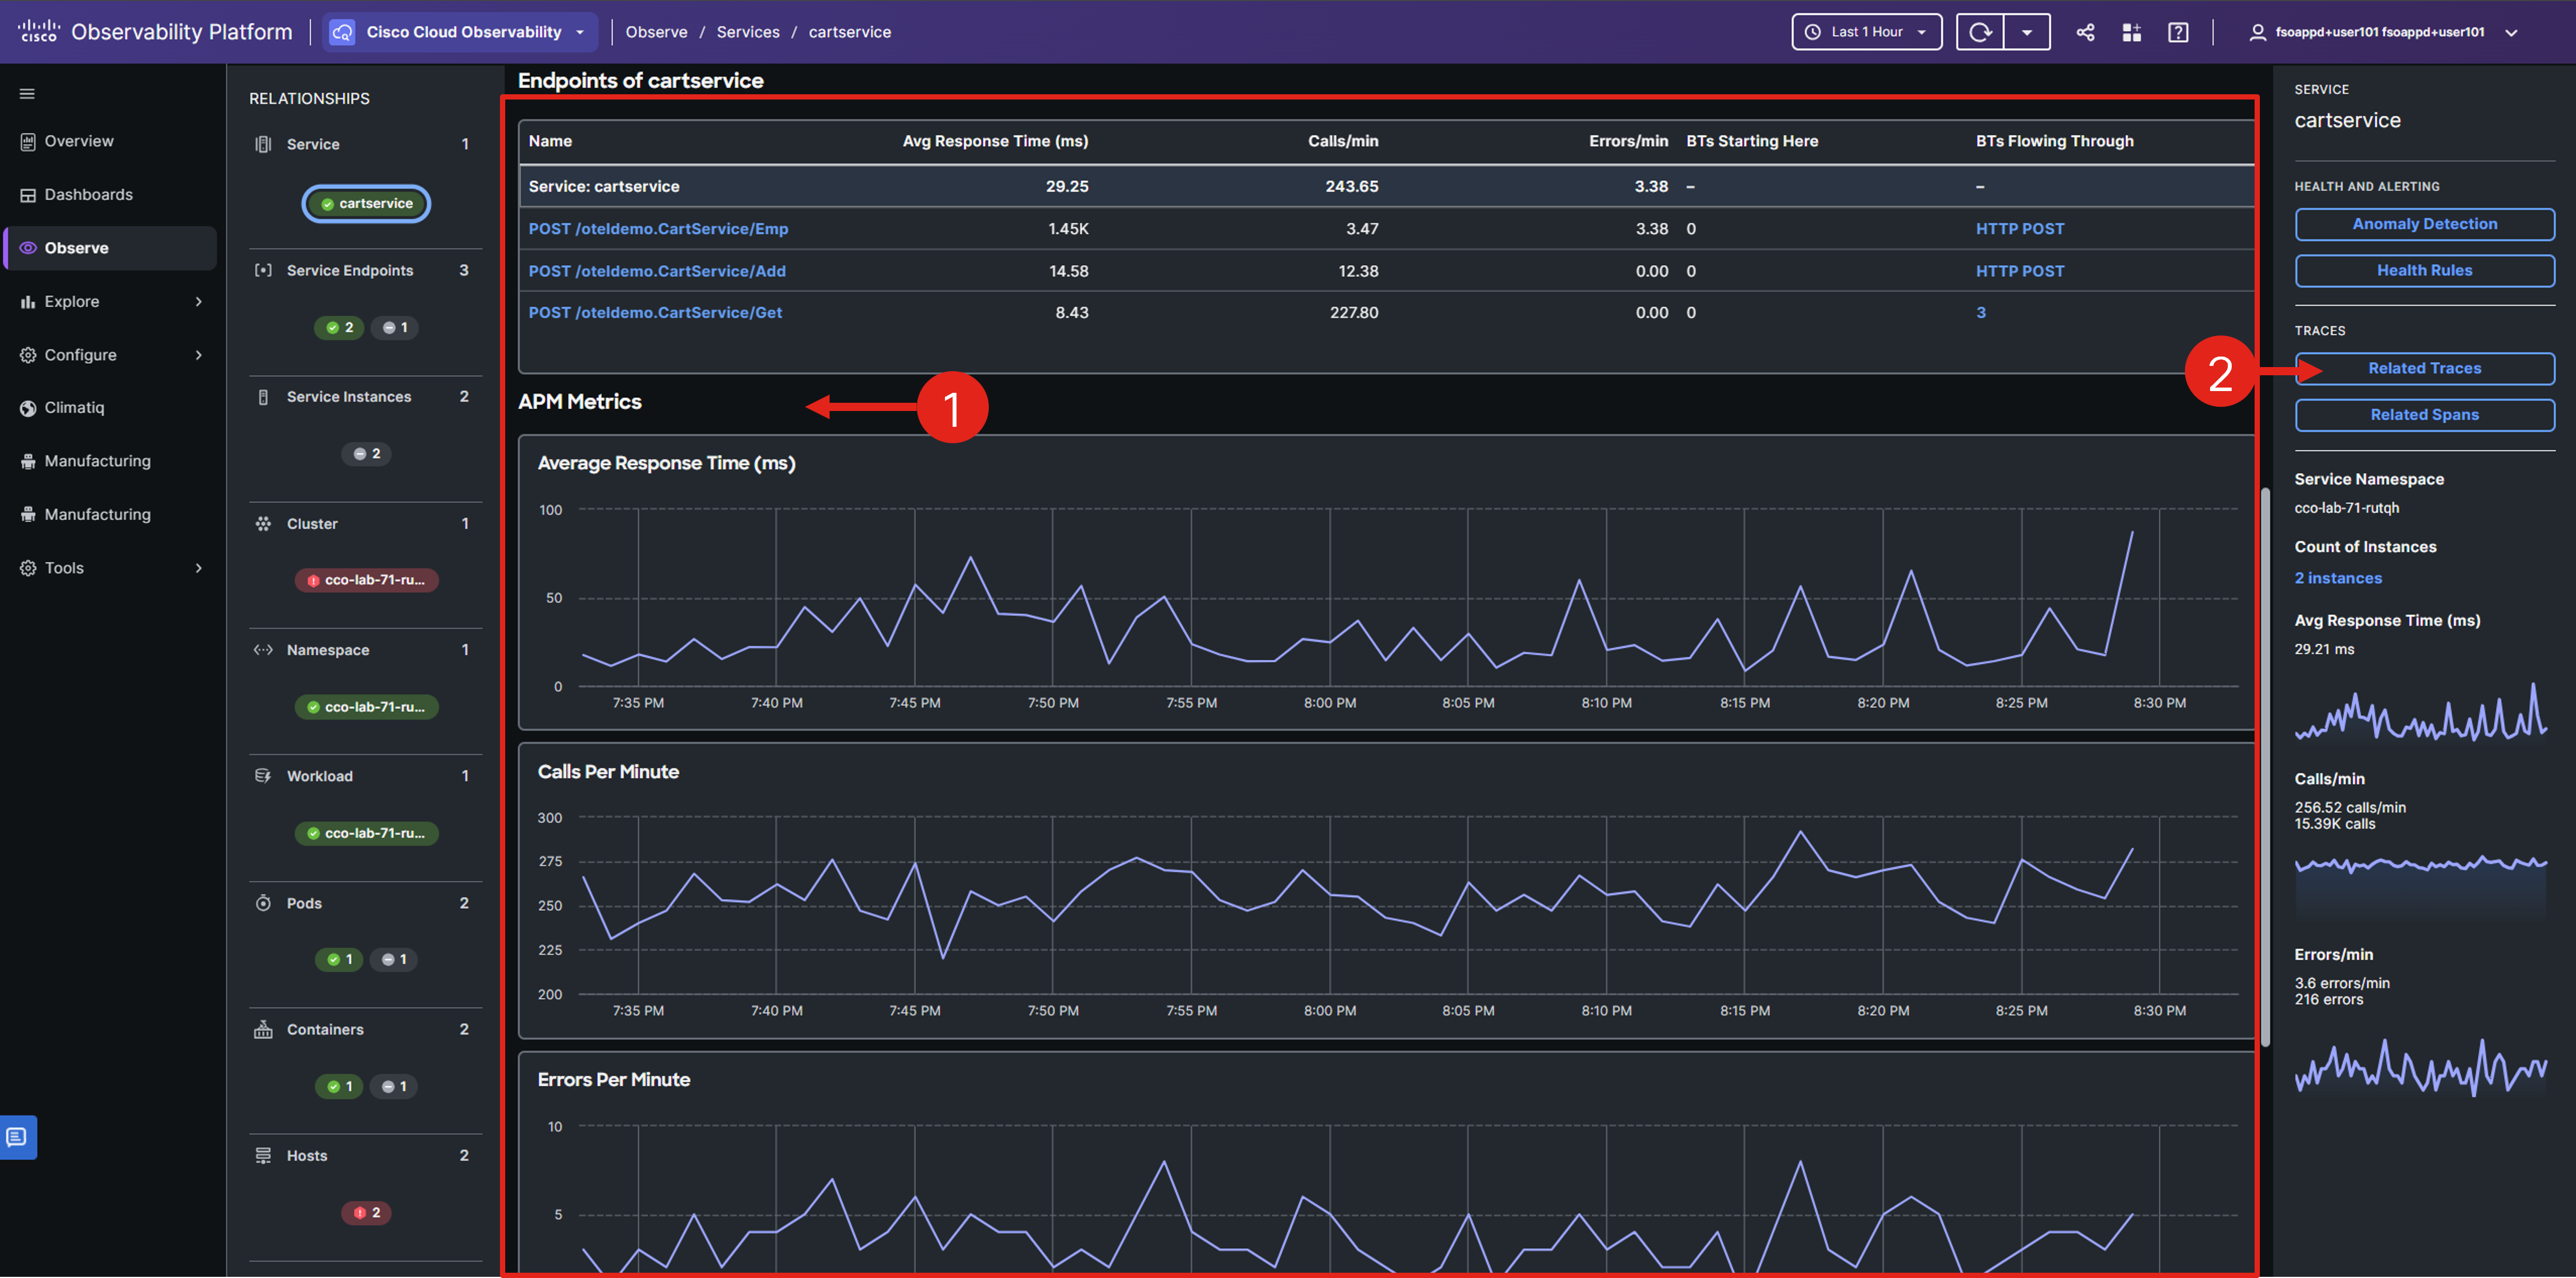 cisco Observability Platform
Cisco Cloud Observability
Observe / Services / cartservice
Last 1 Hour
fsoappd+user101 fsoappd+user101
Overview
Dashboards
Observe
Explore
Configure
Climatiq
Manufacturing
Manufacturing
Tools
RELATIONSHIPS
Service 1
cartservice
Service Endpoints 3
2 1
Service Instances 2
2
Cluster 1
cco-lab-71-ru...
Namespace 1
cco-lab-71-ru...
Workload 1
cco-lab-71-ru...
Pods 2
1 1
Containers 2
1 1
Hosts 2
2
Endpoints of cartservice
Name Avg Response Time (ms) Calls/min Errors/min BTs Starting Here BTs Flowing Through
Service: cartservice 29.25 243.65 3.38 – –
POST /oteldemo.CartService/Emp 1.45K 3.47 3.38 0 HTTP POST
POST /oteldemo.CartService/Add 14.58 12.38 0.00 0 HTTP POST
POST /oteldemo.CartService/Get 8.43 227.80 0.00 0 3
APM Metrics
1
Average Response Time (ms)
100
50
0
7:35 PM 7:40 PM 7:45 PM 7:50 PM 7:55 PM 8:00 PM 8:05 PM 8:10 PM 8:15 PM 8:20 PM 8:25 PM 8:30 PM
Calls Per Minute
300
275
250
225
200
7:35 PM 7:40 PM 7:45 PM 7:50 PM 7:55 PM 8:00 PM 8:05 PM 8:10 PM 8:15 PM 8:20 PM 8:25 PM 8:30 PM
Errors Per Minute
10
5
SERVICE
cartservice
HEALTH AND ALERTING
Anomaly Detection
Health Rules
TRACES
2
Related Traces
Related Spans
Service Namespace
cco-lab-71-rutqh
Count of Instances
2 instances
Avg Response Time (ms)
29.21 ms
Calls/min
256.52 calls/min
15.39K calls
Errors/min
3.6 errors/min
216 errors